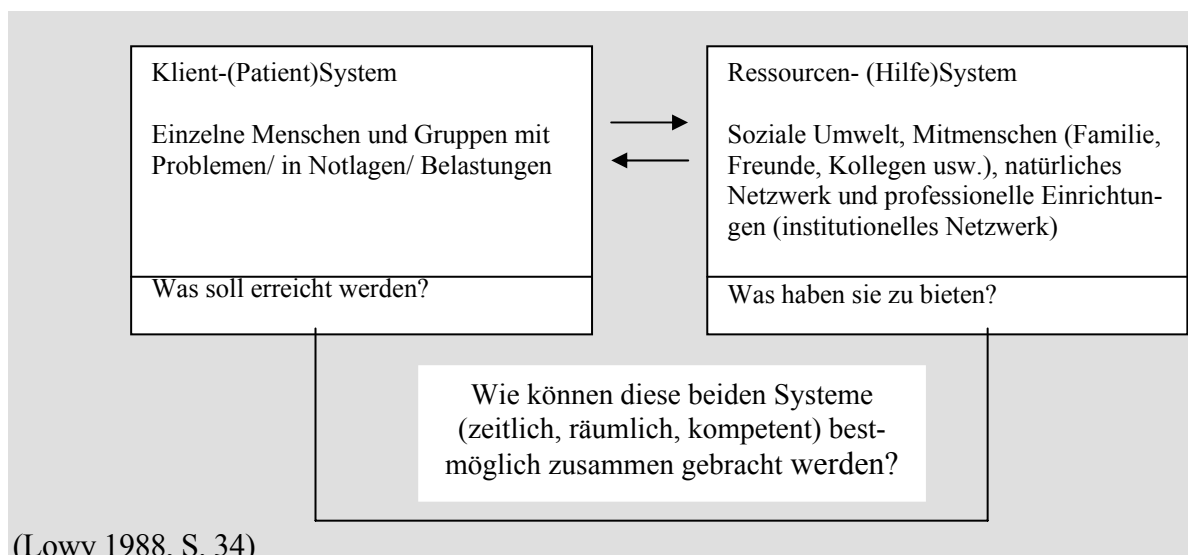 Klient-(Patient)System
Einzelne Menschen und Gruppen mit
Problemen/ in Notlagen/ Belastungen
Was soll erreicht werden?
Ressourcen- (Hilfe)System
Soziale Umwelt, Mitmenschen (Familie,
Freunde, Kollegen usw.), natürliches
Netzwerk und professionelle Einrichtun-
gen (institutionelles Netzwerk)
Was haben sie zu bieten?
Wie können diese beiden Systeme
(zeitlich, räumlich, kompetent) best-
möglich zusammen gebracht werden?
(Lowy 1988, S. 34)